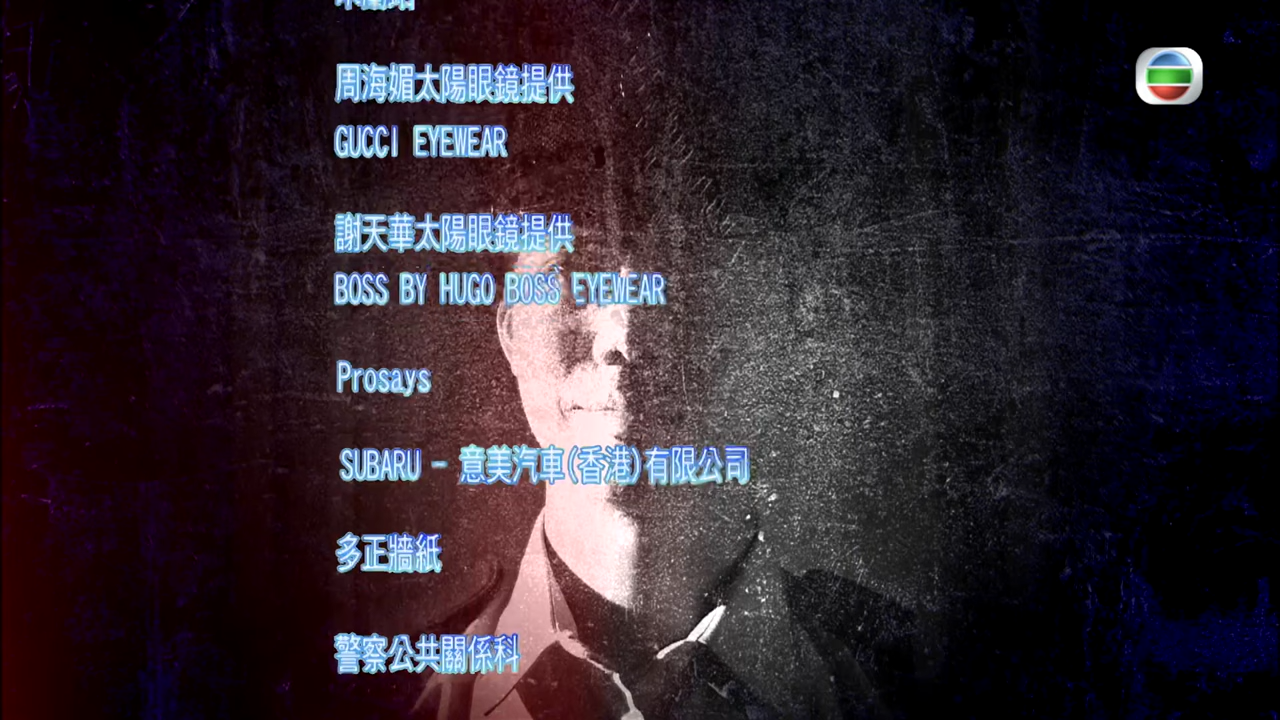 周海媚太陽眼鏡提供
GUCCI EYEWEAR
謝天華太陽眼鏡提供
BOSS BY HUGO BOSS EYEWEAR
Prosays
SUBARU - 意美汽車(香港)有限公司
多正牆紙
警察公共關係科